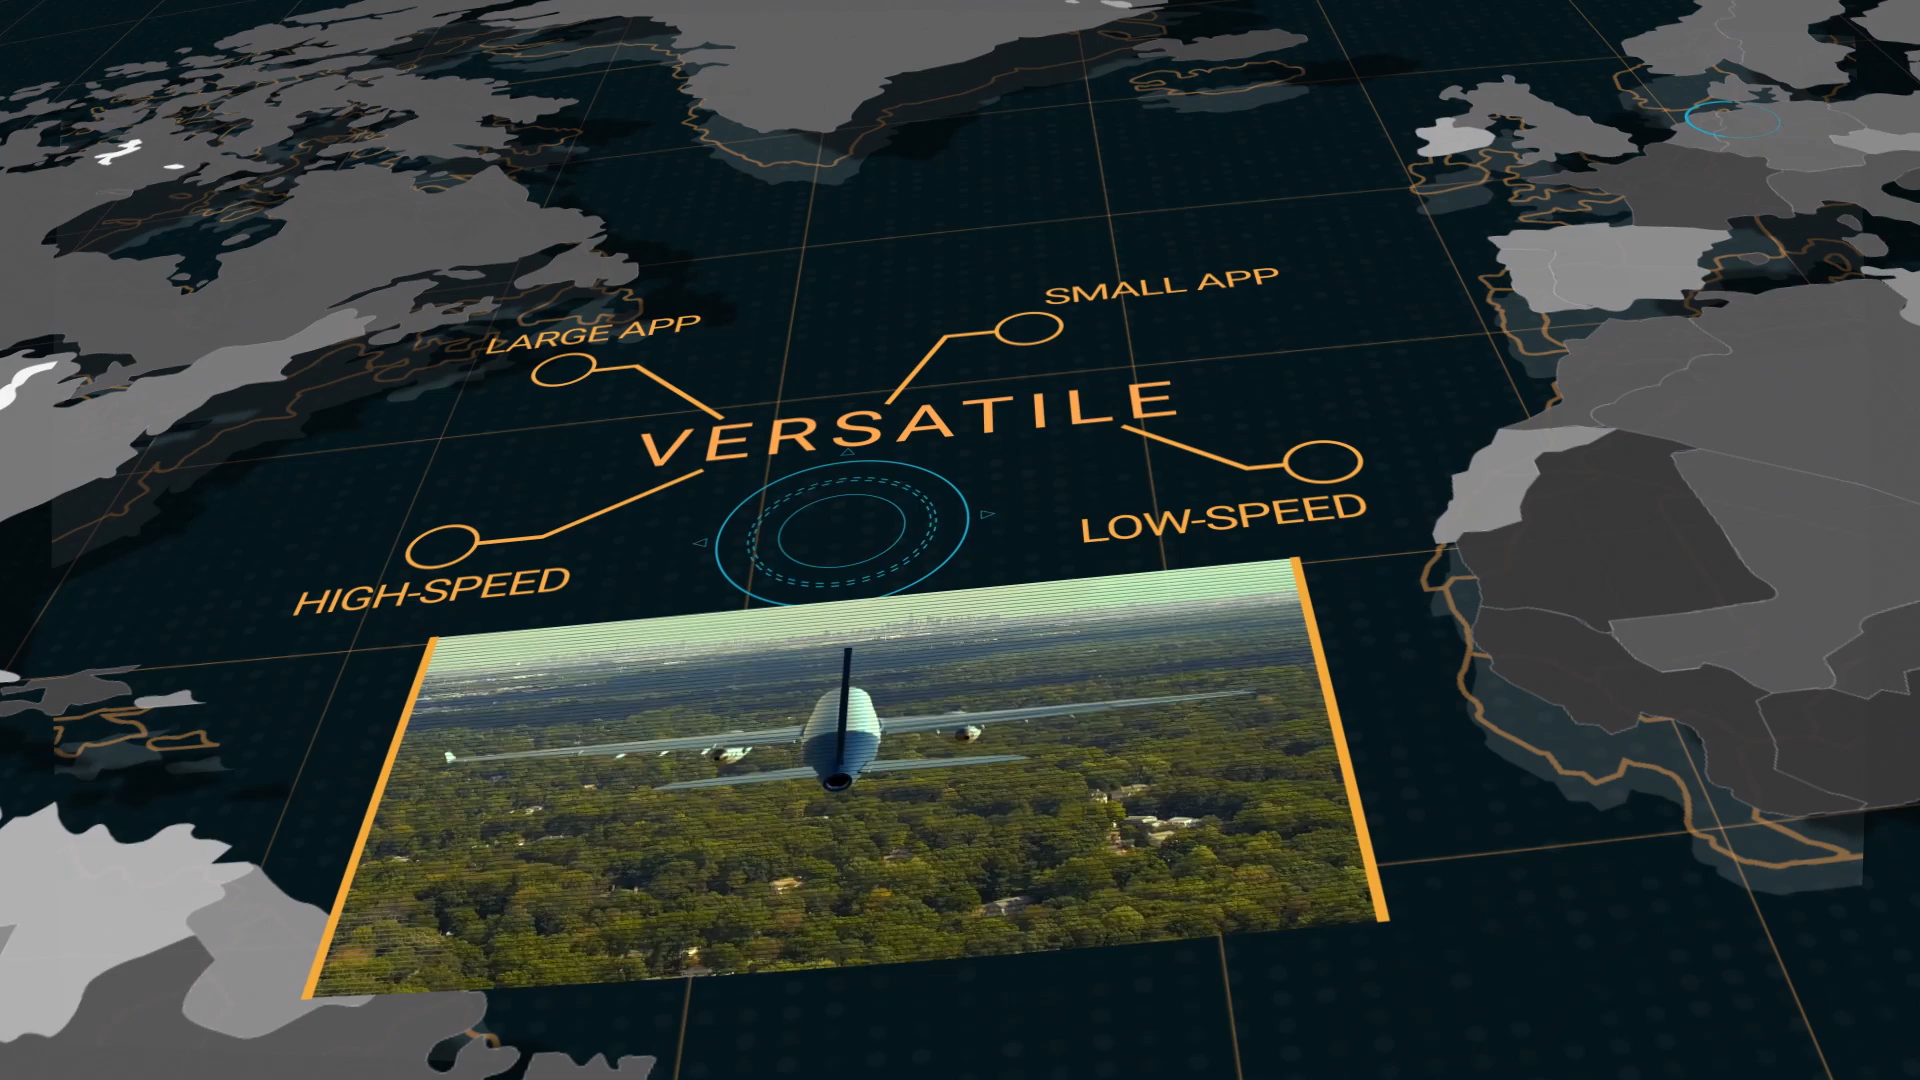 SMALL APP
LARGE APP
VERSATILE
LOW-SPEED
HIGH-SPEED